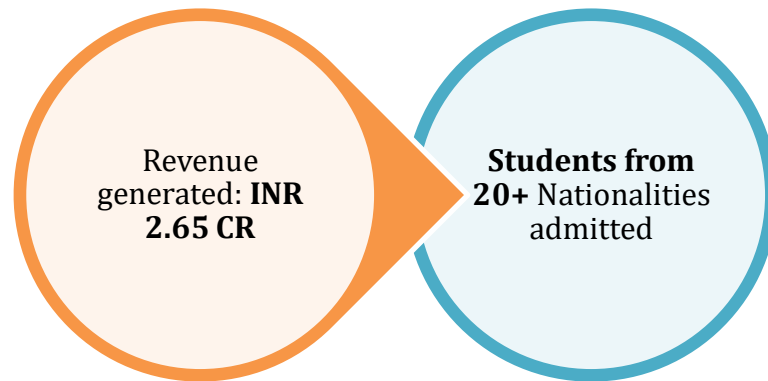 Revenue
generated: INR
2.65 CR
Students from
20+ Nationalities
admitted